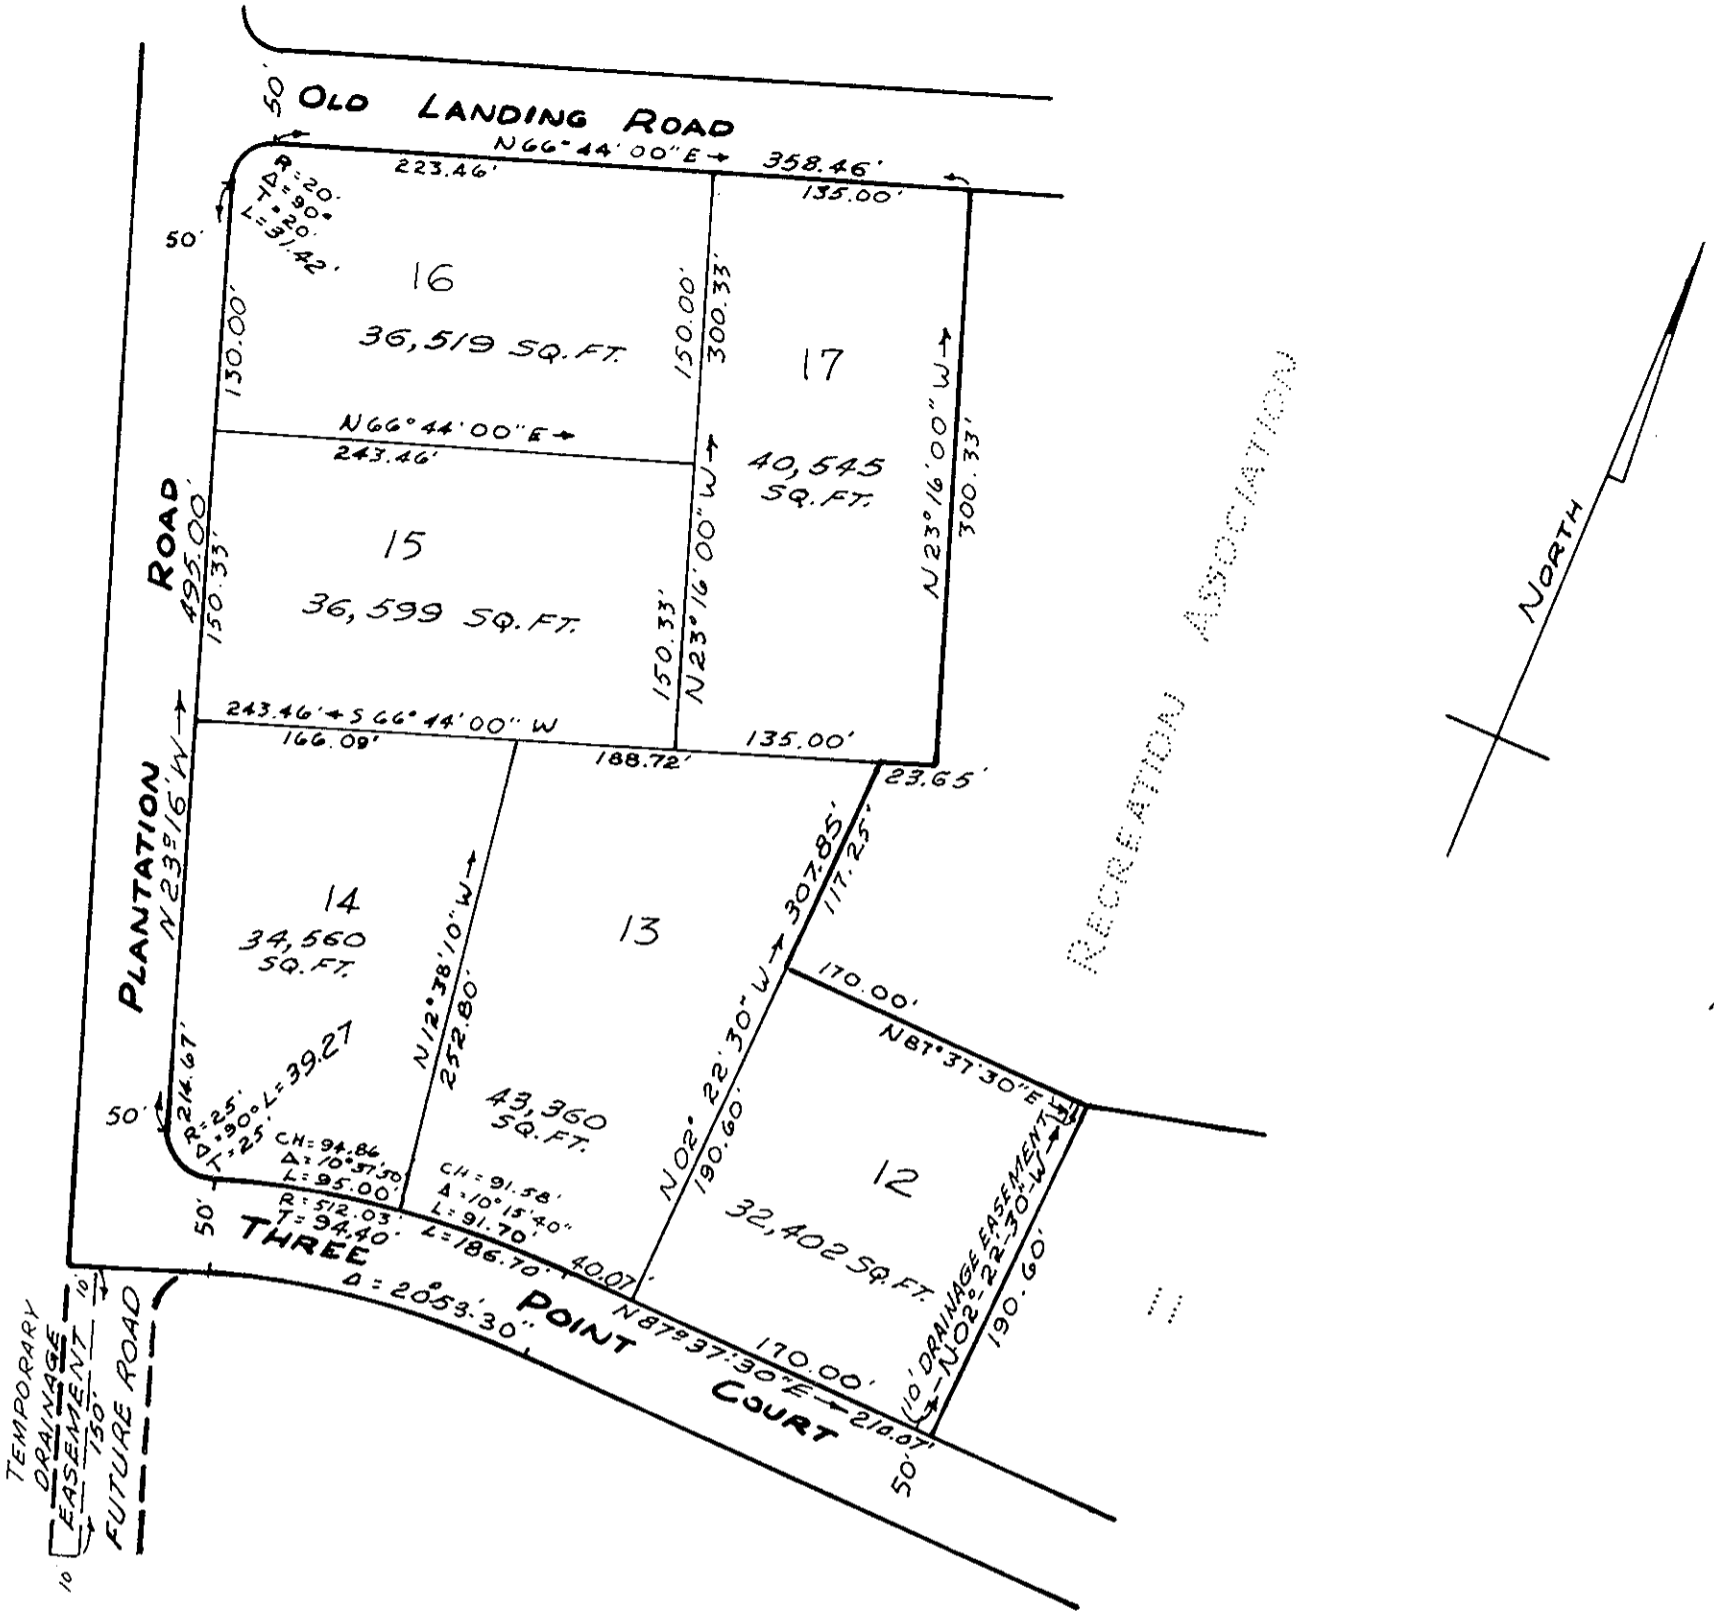 50'
OLD LANDING ROAD
N66°44'00"E → 358.46'
223.46'
135.00'
R=20'
Δ=90°
T=20'
L=31.42'
50'
16
36,519 SQ.FT.
130.00'
150.00'
300.33'
17
40,545
SQ.FT.
N23°16'00"W →
300.33'
N66°44'00"E →
243.46'
15
36,599 SQ.FT.
ROAD
495.00'
150.33'
150.33'
N23°16'00"W →
243.46' ← S66°44'00"W
166.09'
188.72'
135.00'
23.65'
PLANTATION
N23°16'W →
14
34,560
SQ.FT.
N12°38'10"W →
252.80'
13
43,360
SQ.FT.
307.85'
117.25'
N02°22'30"W →
190.60'
170.00'
N87°37'30"E
RECREATION ASSOCIATION
NORTH
214.67'
50'
R=25'
Δ=90° L=39.27
T=25'
CH=94.86
Δ=10°37'50"
L=95.00'
R=512.03'
T=94.40'
CH=91.58'
Δ=10°15'40"
L=91.70'
L=186.70'
40.07'
12
32,402 SQ.FT.
10' DRAINAGE EASEMENT
N02°-22'-30"W
190.60'
11
50'
THREE POINT COURT
Δ = 20°53'30"
N87°37'30"E → 210.07'
170.00'
50'
TEMPORARY
DRAINAGE
EASEMENT
10'
150'
FUTURE ROAD
10'